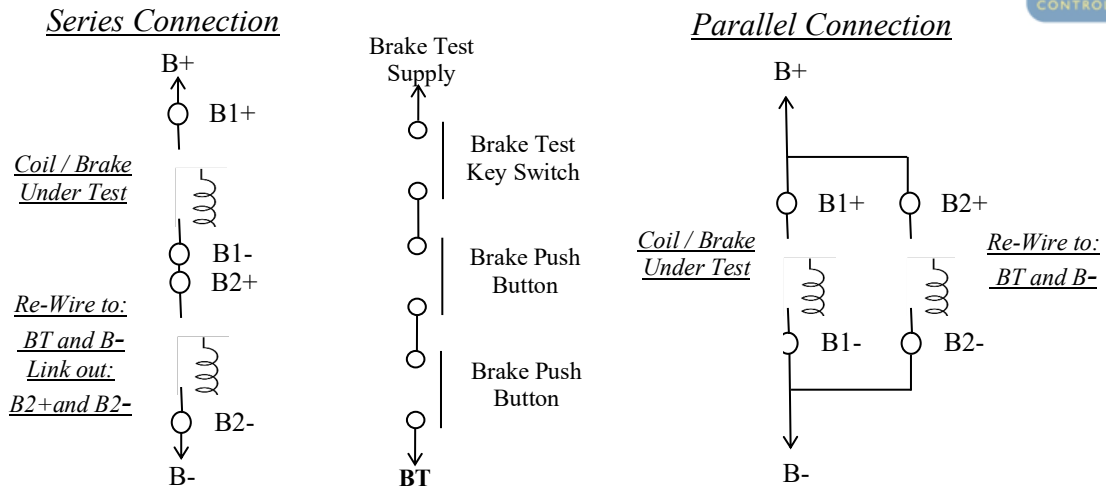 CONTROL
Series Connection
B+
B1+
Coil / Brake
Under Test
B1-
B2+
Re-Wire to:
BT and B-
Link out:
B2+and B2-
B2-
B-
Brake Test
Supply
Brake Test
Key Switch
Brake Push
Button
Brake Push
Button
BT
Parallel Connection
B+
B1+
B2+
Coil / Brake
Under Test
Re-Wire to:
BT and B-
B1-
B2-
B-